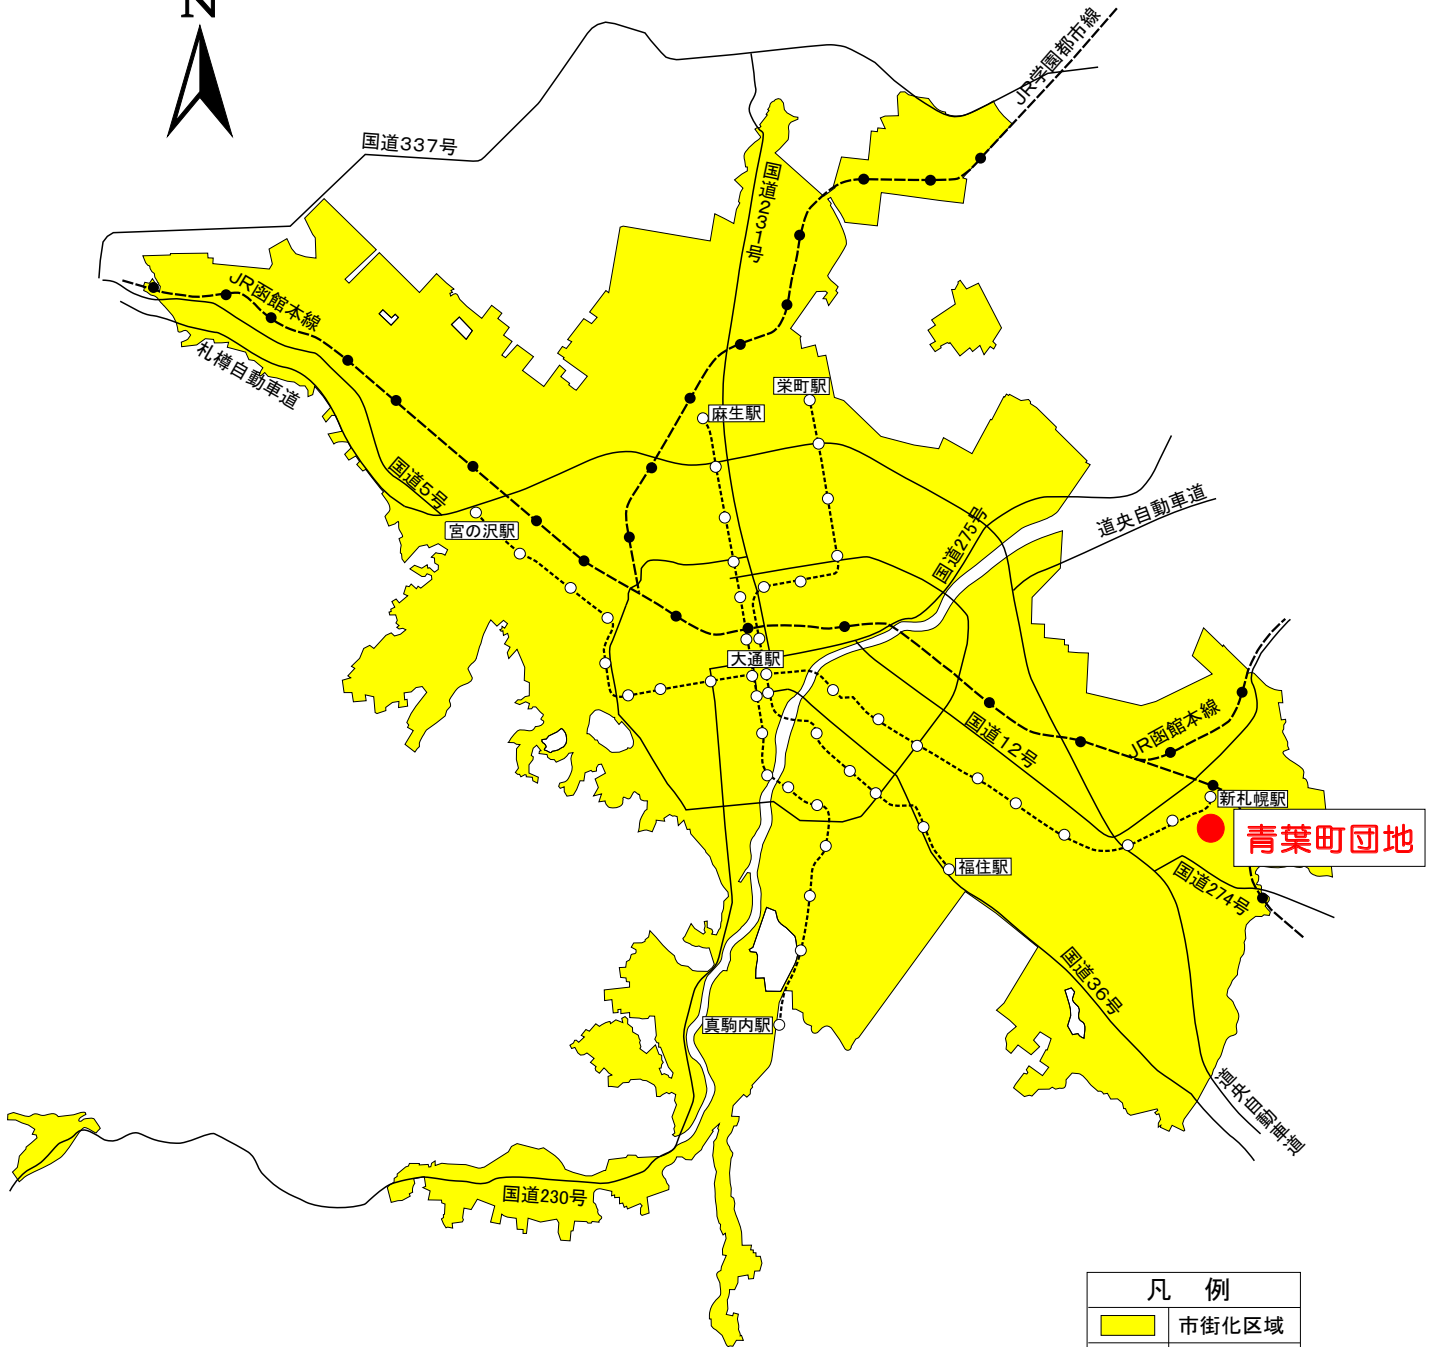 N
JR学園都市線
国道337号
国道231号
JR函館本線
札樽自動車道
栄町駅
麻生駅
国道5号
宮の沢駅
国道275号
道央自動車道
大通駅
国道12号
JR函館本線
新札幌駅
青葉町団地
福住駅
国道274号
国道36号
真駒内駅
道央自動車道
国道230号
凡 例
市街化区域